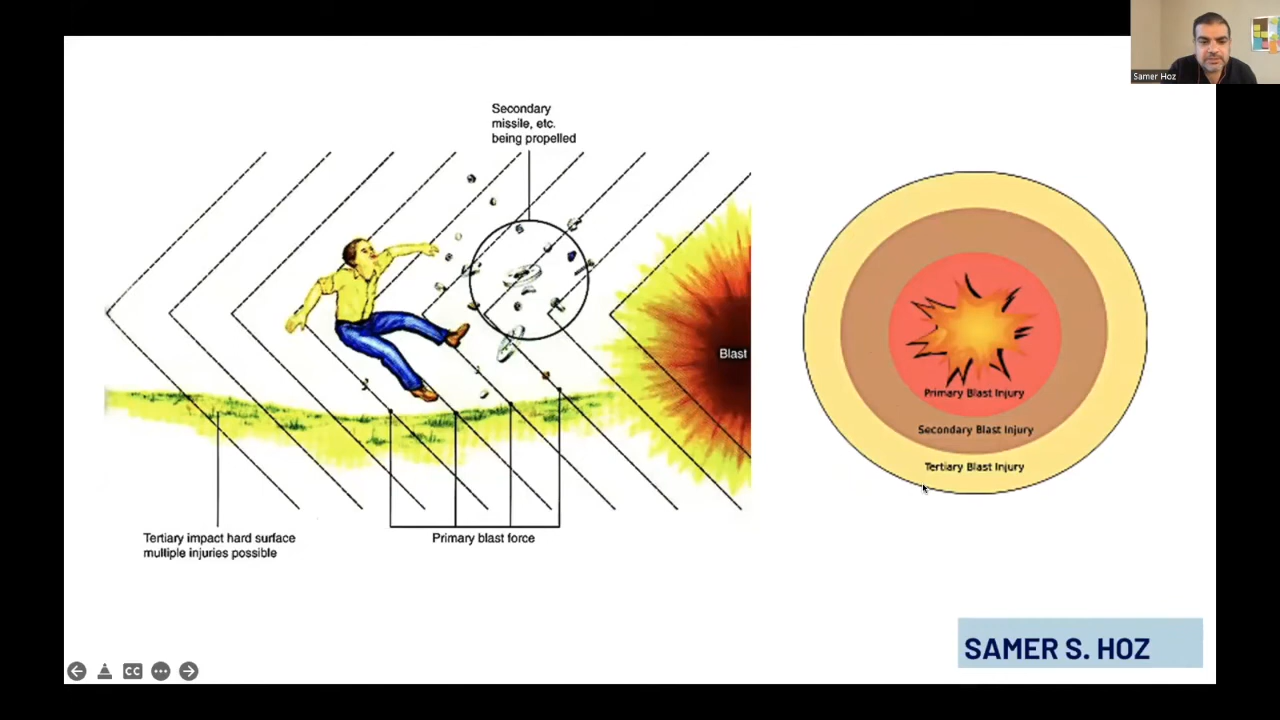 Samer Hoz
Secondary
missile, etc.
being propelled
Blast
Tertiary impact hard surface
multiple injuries possible
Primary blast force
Primary Blast Injury
Secondary Blast Injury
Tertiary Blast Injury
SAMER S. HOZ
CC